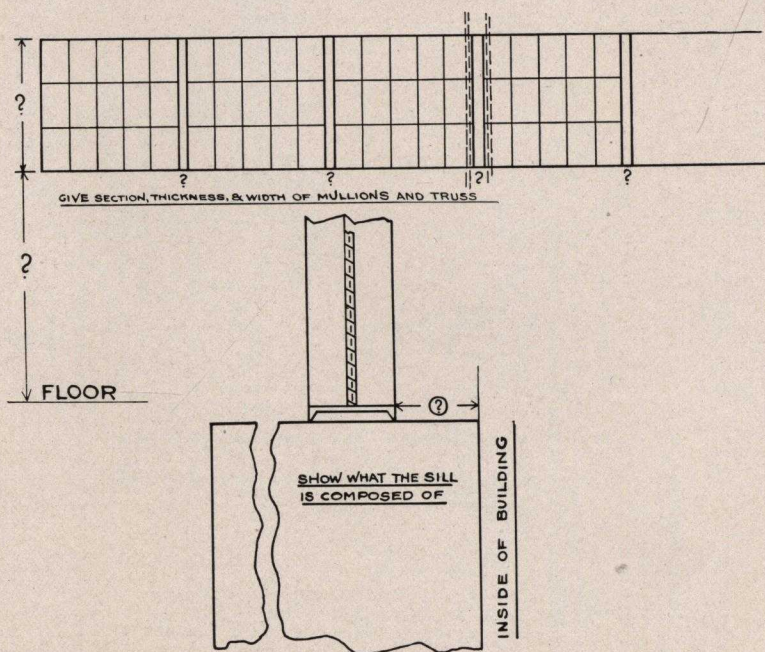 ?
? ? ?! ?
GIVE SECTION, THICKNESS, & WIDTH OF MULLIONS AND TRUSS
?
FLOOR
?
SHOW WHAT THE SILL
IS COMPOSED OF
INSIDE OF BUILDING